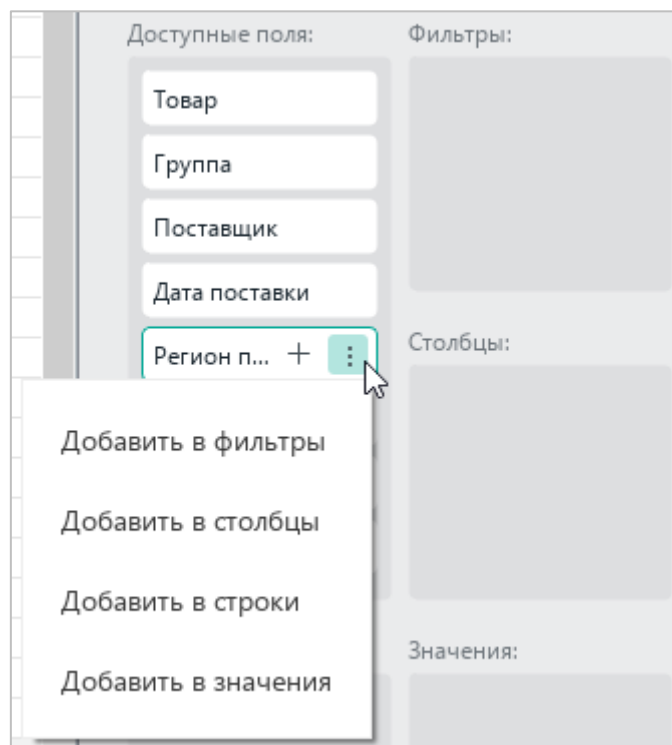 Доступные поля:
Фильтры:
Товар
Группа
Поставщик
Дата поставки
Регион п...
Столбцы:
Добавить в фильтры
Добавить в столбцы
Добавить в строки
Добавить в значения
Значения: